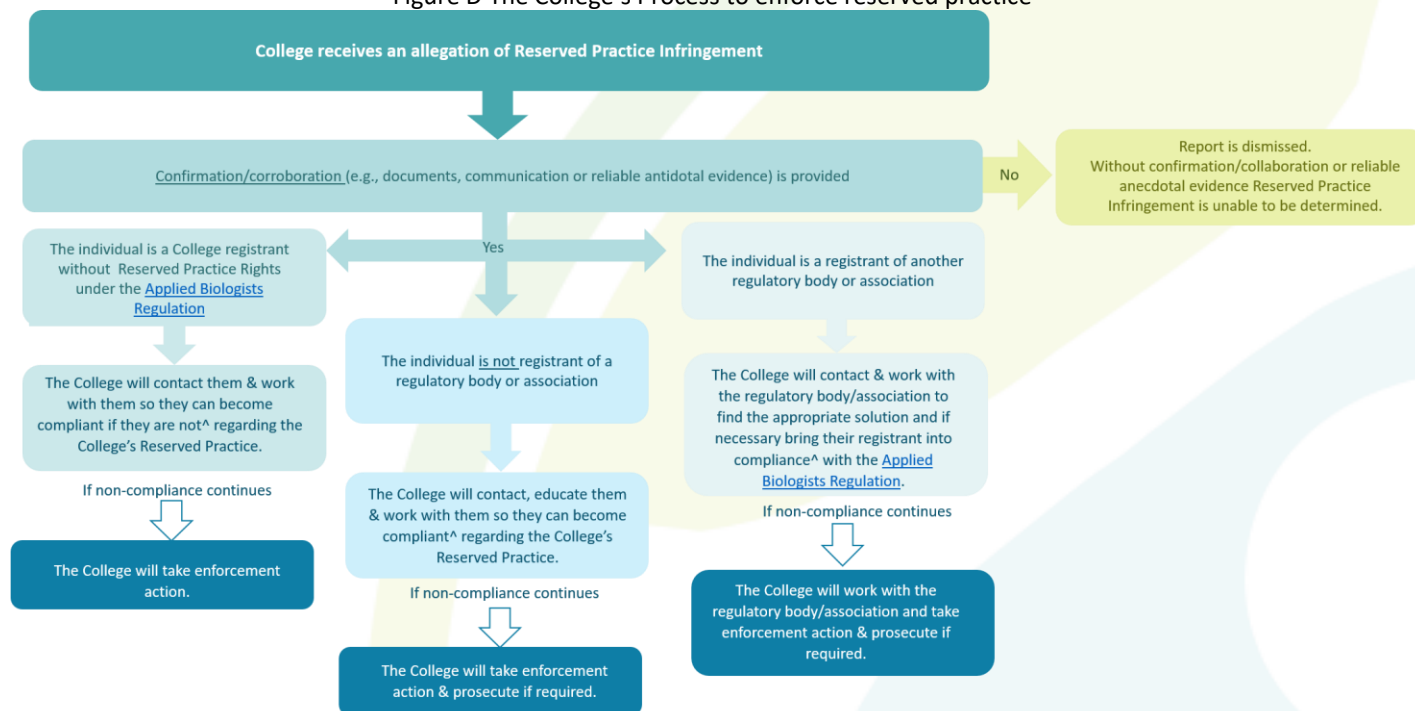 Figure D The College's Process to enforce reserved practice
College receives an allegation of Reserved Practice Infringement
Confirmation/corroboration (e.g., documents, communication or reliable antidotal evidence) is provided
No
Report is dismissed.
Without confirmation/collaboration or reliable
anecdotal evidence Reserved Practice
Infringement is unable to be determined.
Yes
The individual is a College registrant
without Reserved Practice Rights
under the Applied Biologists
Regulation
The College will contact them & work
with them so they can become
compliant if they are not^ regarding the
College's Reserved Practice.
If non-compliance continues
The College will take enforcement
action.
The individual is not registrant of a
regulatory body or association
The College will contact, educate them
& work with them so they can become
compliant^ regarding the College's
Reserved Practice.
If non-compliance continues
The College will take enforcement
action & prosecute if required.
The individual is a registrant of another
regulatory body or association
The College will contact & work with
the regulatory body/association to
find the appropriate solution and if
necessary bring their registrant into
compliance^ with the Applied
Biologists Regulation.
If non-compliance continues
The College will work with the
regulatory body/association and take
enforcement action & prosecute if
required.